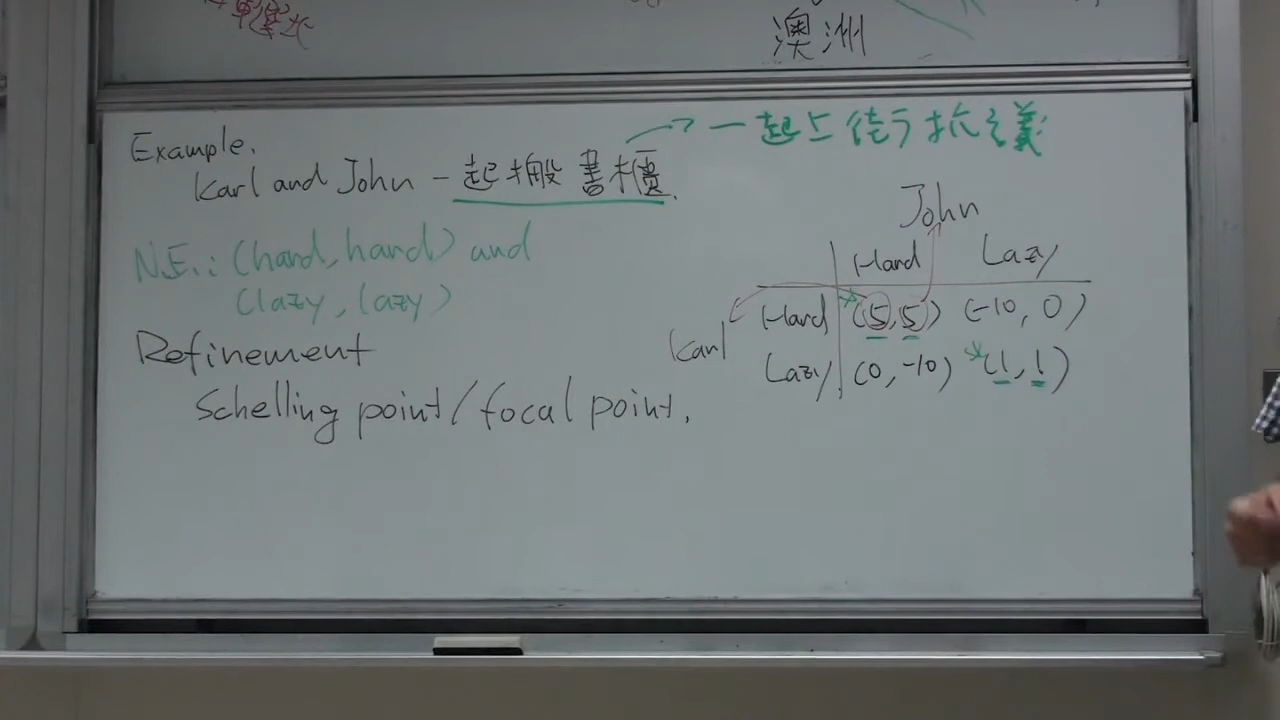 澳洲
Example.
Karl and John 一起搬書櫃.
一起上街抗議
N.E.: (hard, hard) and
(lazy, lazy)
Refinement
Schelling point/focal point.
John
Hard Lazy
Karl
Hard (5,5) (-10, 0)
Lazy (0, -10) (1, 1)